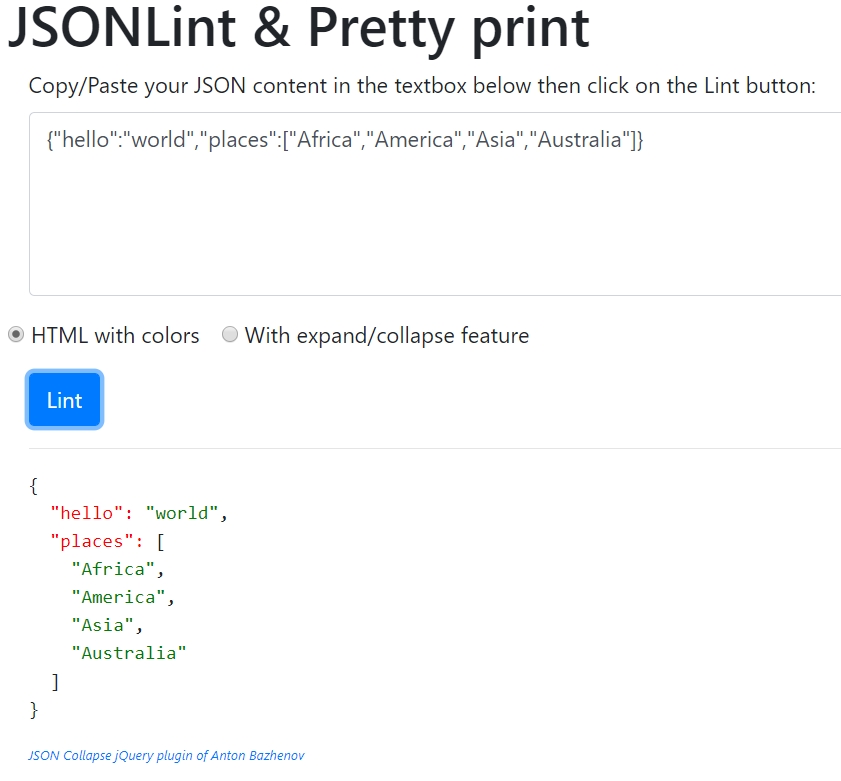 JSONLint & Pretty print
Copy/Paste your JSON content in the textbox below then click on the Lint button:
{"hello":"world","places":["Africa","America","Asia","Australia"]}
HTML with colors With expand/collapse feature
Lint
{
  "hello": "world",
  "places": [
    "Africa",
    "America",
    "Asia",
    "Australia"
  ]
}
JSON Collapse jQuery plugin of Anton Bazhenov